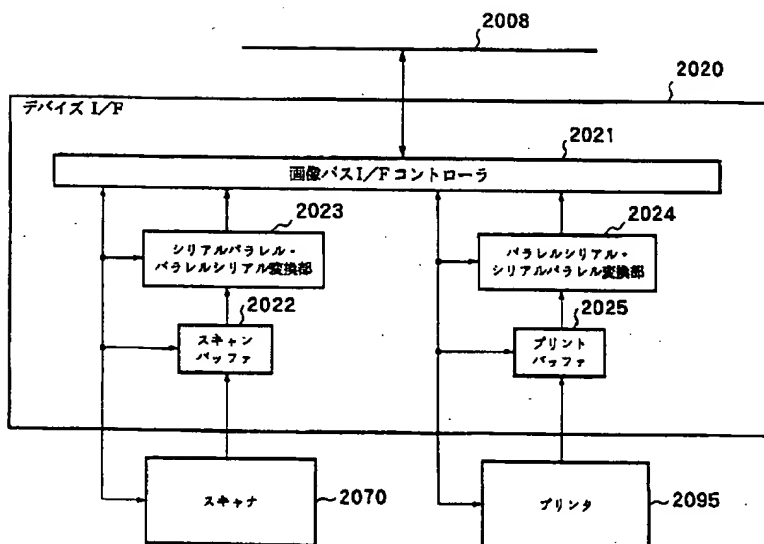 2008
2020
デバイズ I/F
2021
画像バスI/Fコントローラ
2023
シリアルパラレル・
パラレルシリアル変換部
2024
パラレルシリアル・
シリアルパラレル変換部
2022
スキャン
バッファ
2025
プリント
バッファ
スキャナ
2070
プリンタ
2095